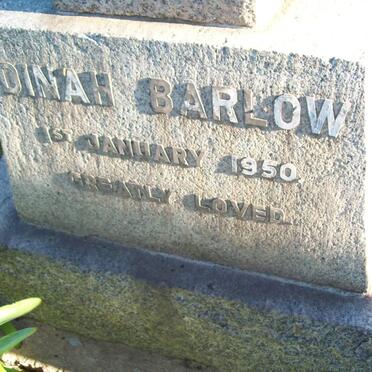 DINAH BARLOW
1ST JANUARY 1950
GREATLY LOVED.